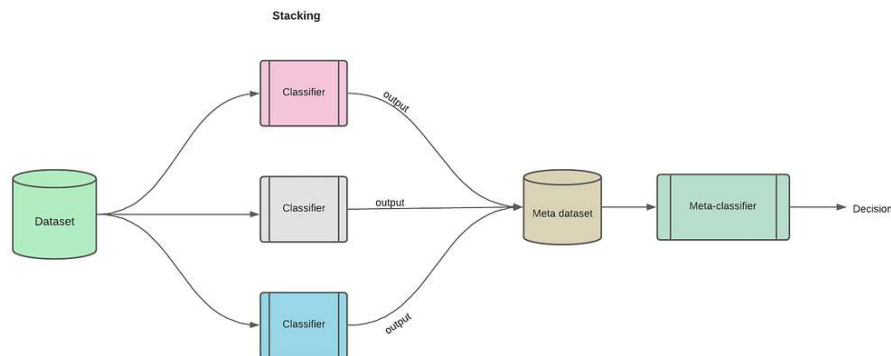 Stacking
Classifier
output
Dataset
Classifier
output
Meta dataset
Meta-classifier
Decision
Classifier
output